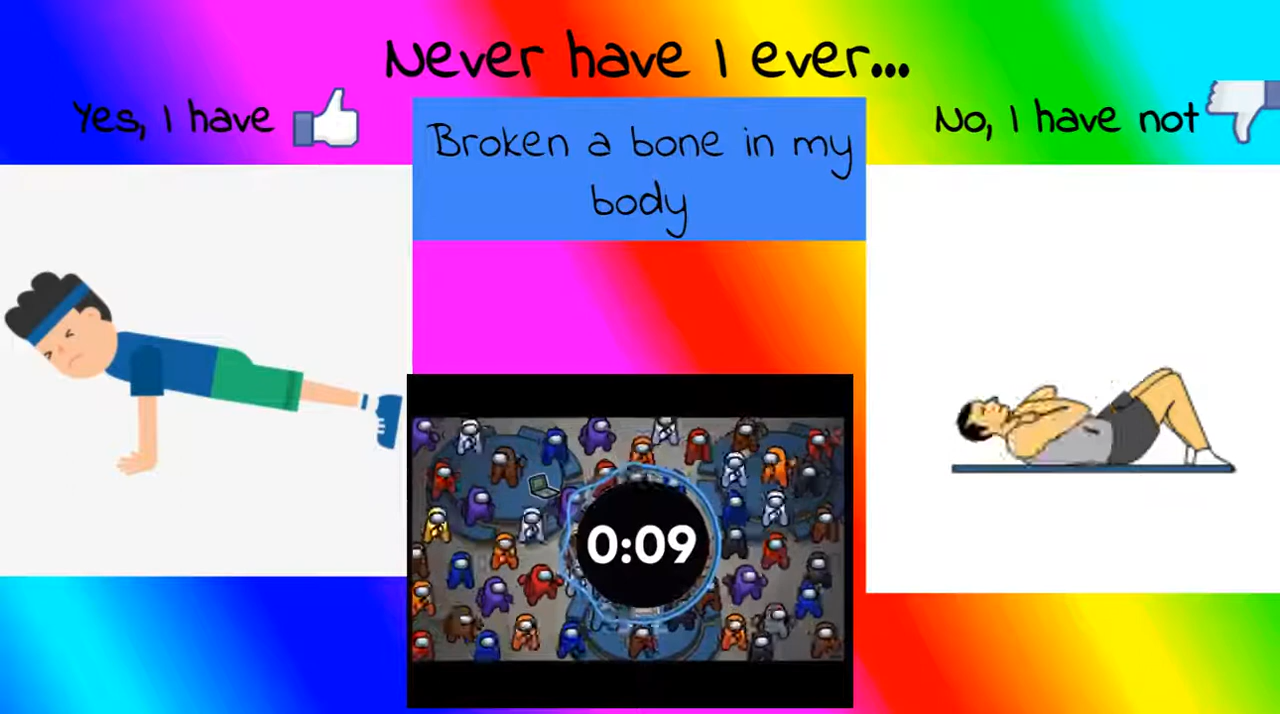 Never have I ever...
Yes, I have
Broken a bone in my
body
No, I have not
0:09